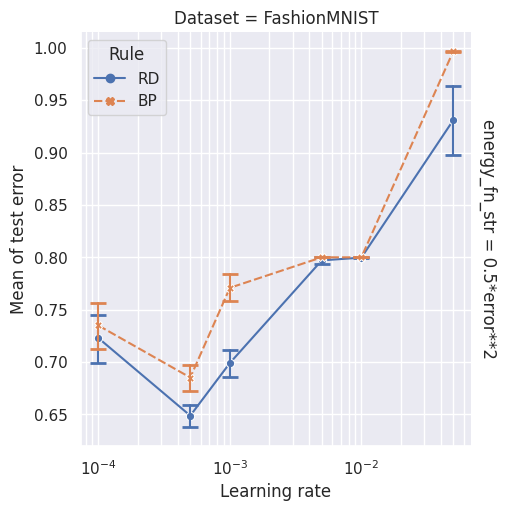 Dataset = FashionMNIST
Rule
RD
BP
1.00
0.95
0.90
0.85
0.80
0.75
0.70
0.65
Mean of test error
energy_fn_str = 0.5*error**2
10⁻⁴
10⁻³
10⁻²
Learning rate